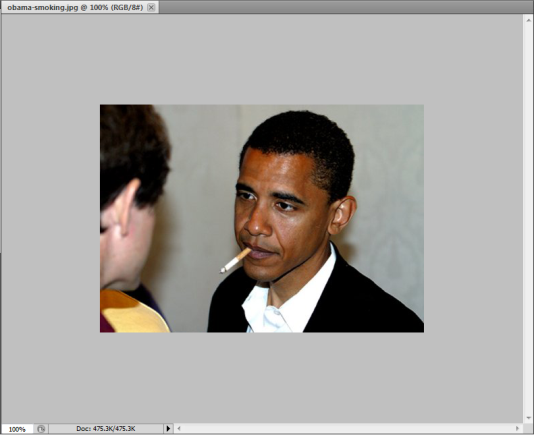 obama-smoking.jpg @ 100% (RGB/8#)
100% Doc: 475.3K/475.3K